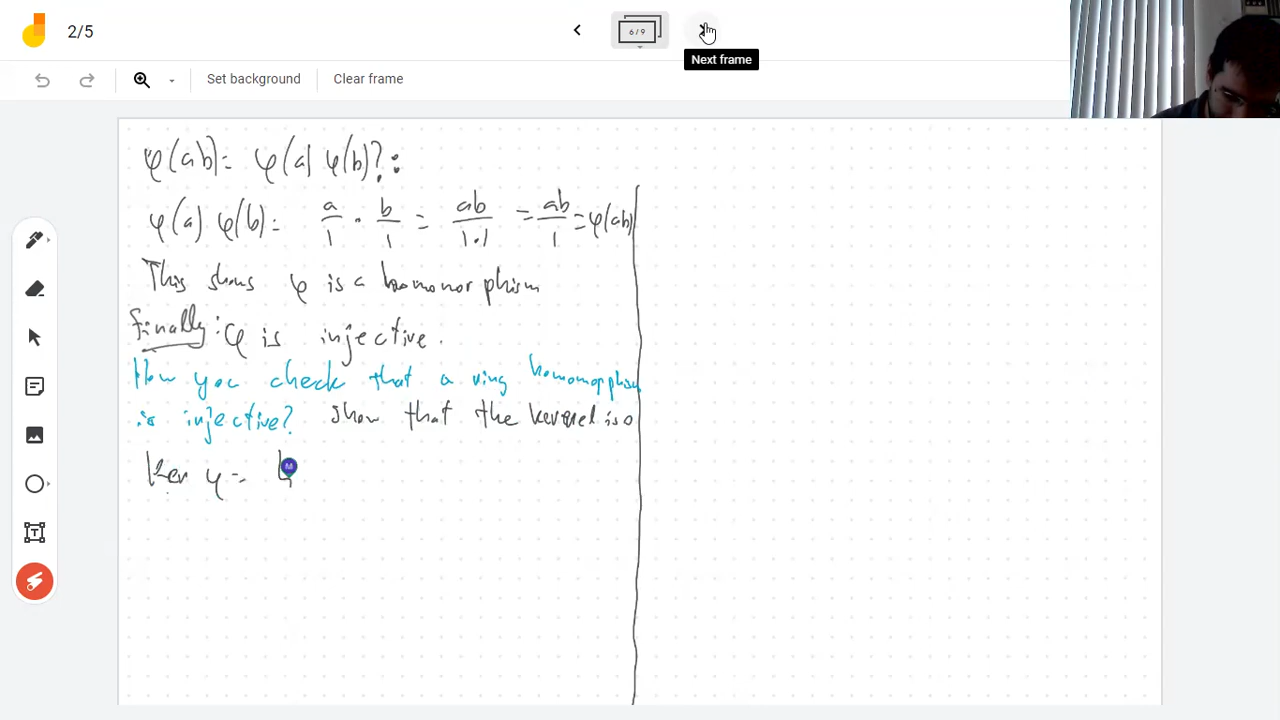 2/5
6/9
Next frame
Set background
Clear frame
φ(ab)= φ(a) φ(b)?:
φ(a) φ(b)= a/1 · b/1 = ab/1·1 = ab/1 = φ(ab)
This shows φ is a homomorphism
Finally: φ is injective.
How you check that a ring homomorphism
is injective? Show that the kernel is 0
Ker φ =
M